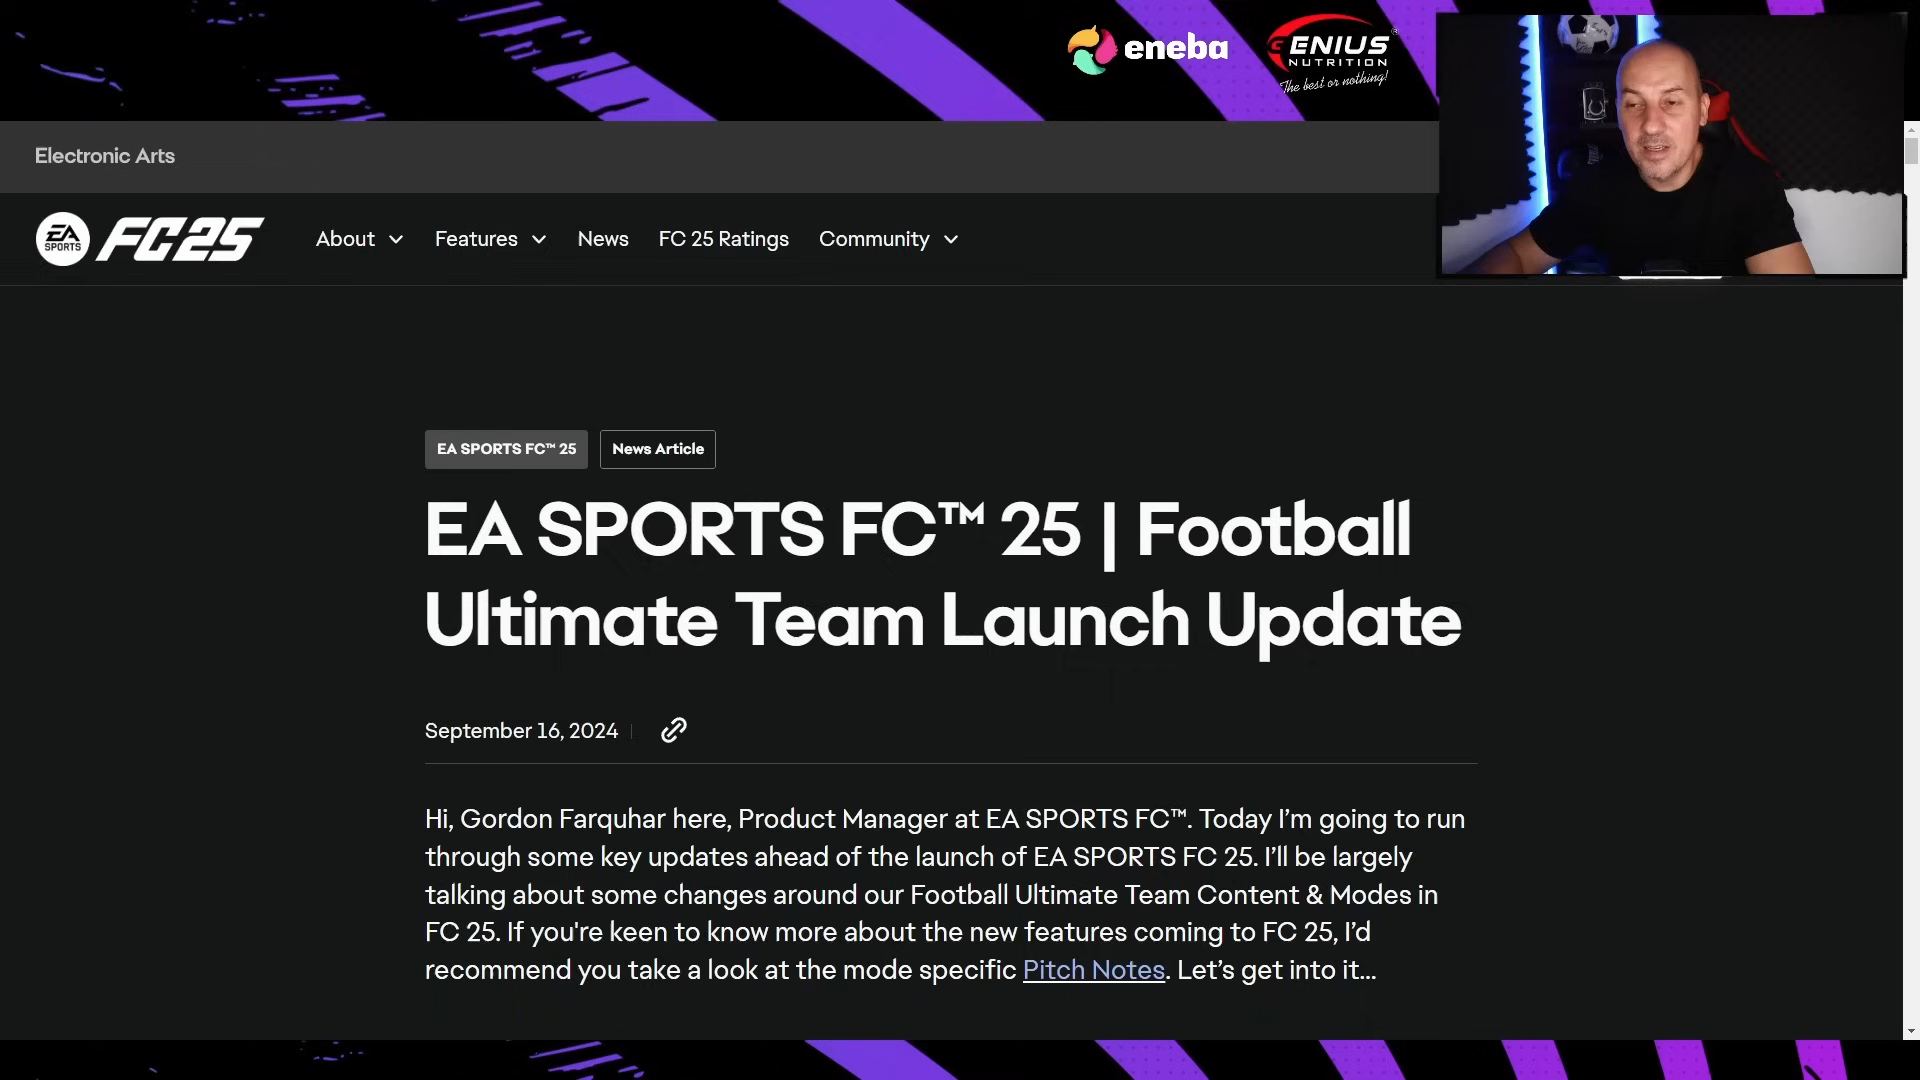 eneba
GENIUS
NUTRITION
The best or nothing!
Electronic Arts
EA
SPORTS
FC25
About
Features
News
FC 25 Ratings
Community
EA SPORTS FC™ 25
News Article
EA SPORTS FC™ 25 | Football
Ultimate Team Launch Update
September 16, 2024
Hi, Gordon Farquhar here, Product Manager at EA SPORTS FC™. Today I’m going to run
through some key updates ahead of the launch of EA SPORTS FC 25. I’ll be largely
talking about some changes around our Football Ultimate Team Content & Modes in
FC 25. If you're keen to know more about the new features coming to FC 25, I’d
recommend you take a look at the mode specific Pitch Notes. Let’s get into it...